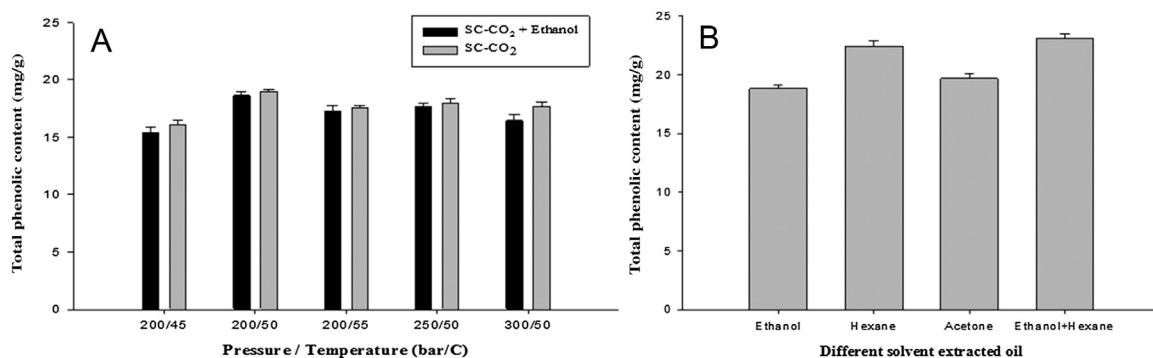 A
SC-CO₂ + Ethanol
SC-CO₂
Total phenolic content (mg/g)
25
20
15
10
5
0
200/45 200/50 200/55 250/50 300/50
Pressure / Temperature (bar/C)
B
Total phenolic content (mg/g)
25
20
15
10
5
0
Ethanol Hexane Acetone Ethanol+Hexane
Different solvent extracted oil